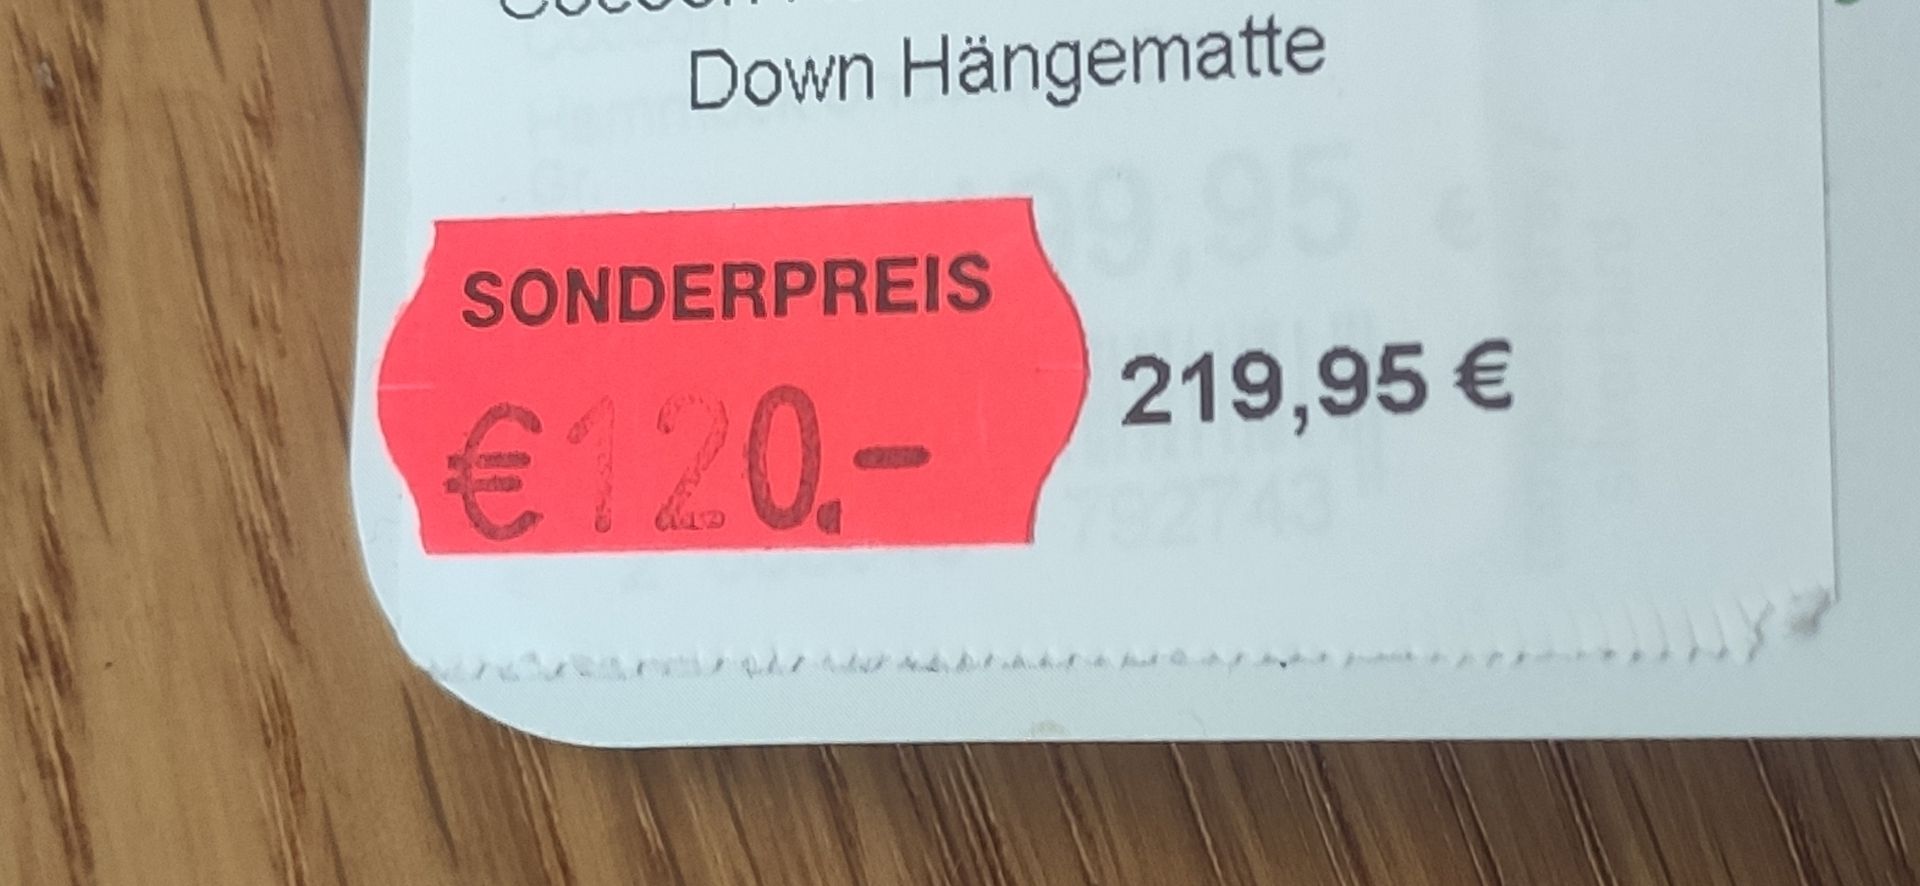 Down Hängematte
SONDERPREIS
€120.-
219,95 €